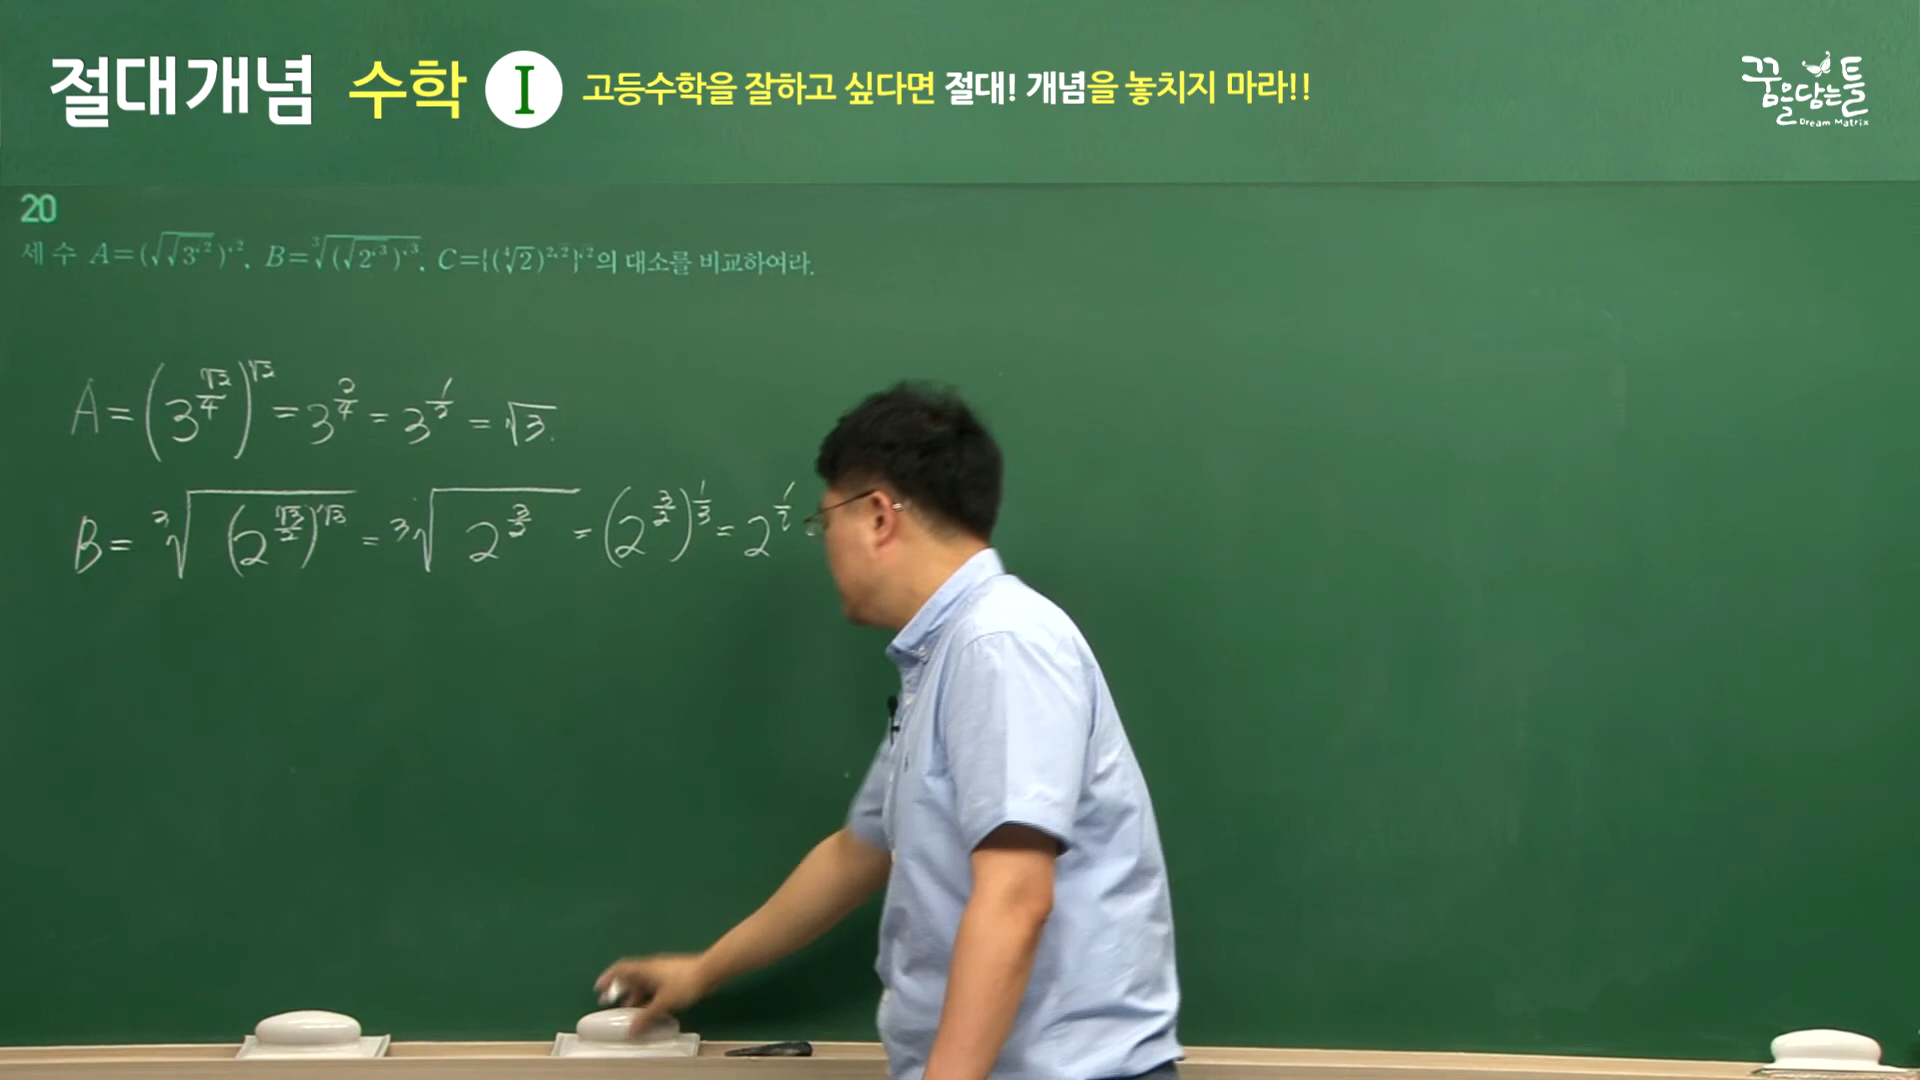 절대개념 수학 I 고등수학을 잘하고 싶다면 절대! 개념을 놓치지 마라!!
꿈을담는틀
Dream Matrix
20
세 수 A=(√√3^√2)^√2, B=∛(√2^√3)^√3, C={(∜2)^2√2}^√2의 대소를 비교하여라.
A=(3^(√2/4))^√2=3^(2/4)=3^(1/2)=√3.
B=∛(2^(√3/2))^√3=∛2^(3/2)=(2^(3/2))^(1/3)=2^(1/2)